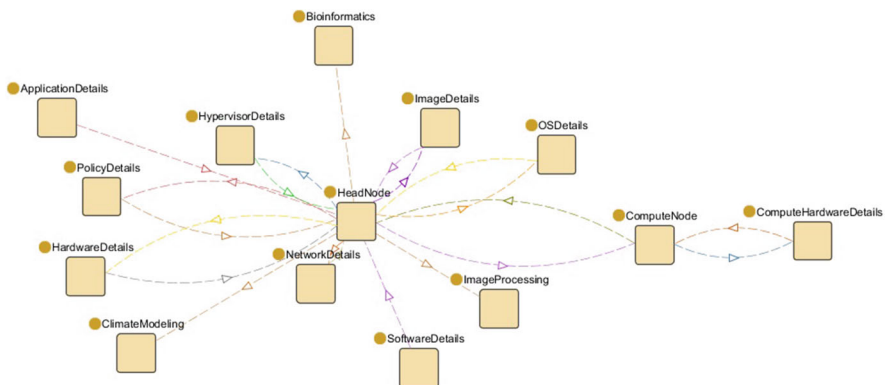 Bioinformatics
ApplicationDetails
ImageDetails
HypervisorDetails
OSDetails
PolicyDetails
HeadNode
ComputeNode
ComputeHardwareDetails
HardwareDetails
NetworkDetails
ImageProcessing
ClimateModeling
SoftwareDetails